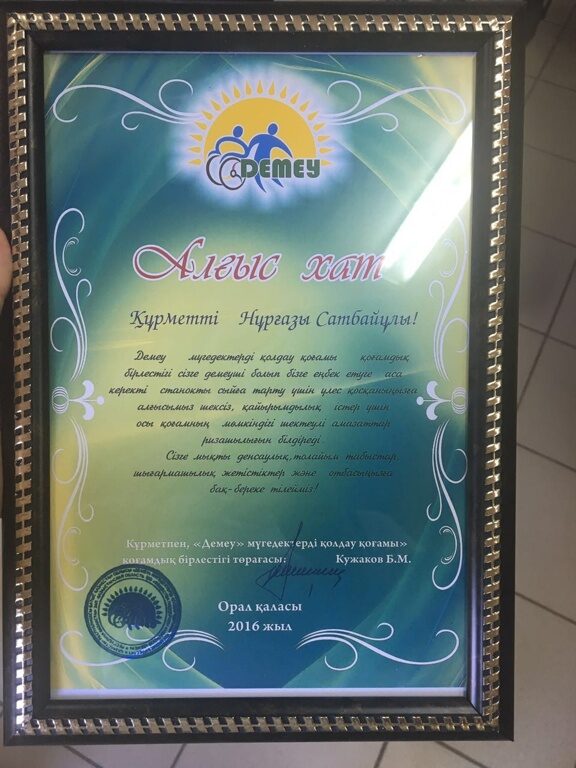 DEMEY
Алғыс хат
Құрметті Нұрғазы Сатбайұлы!
Демеу мүгедектерді қолдау қоғамы қоғамдық
бірлестігі сізге демеуші болып бізге еңбек етуге аса
керекті станокты сыйға тарту үшін үлес қосқаныңызға
алғысымыз шексіз, қайырымдылық істер үшін
осы қоғамның мөмкіндігі шектеулі амазаттар
ризашылығын білдіреді.
Сізге мықты денсаулық, толайым табыстар
шығармашылық жетістіктер және отбасыңызға
бақ-береке тілейміз!
Құрметпен, «Демеу» мүгедектерді қолдау қоғамы»
қоғамдық бірлестігі төрағасы: Кужаков Б.М.
Орал қаласы
2016 жыл